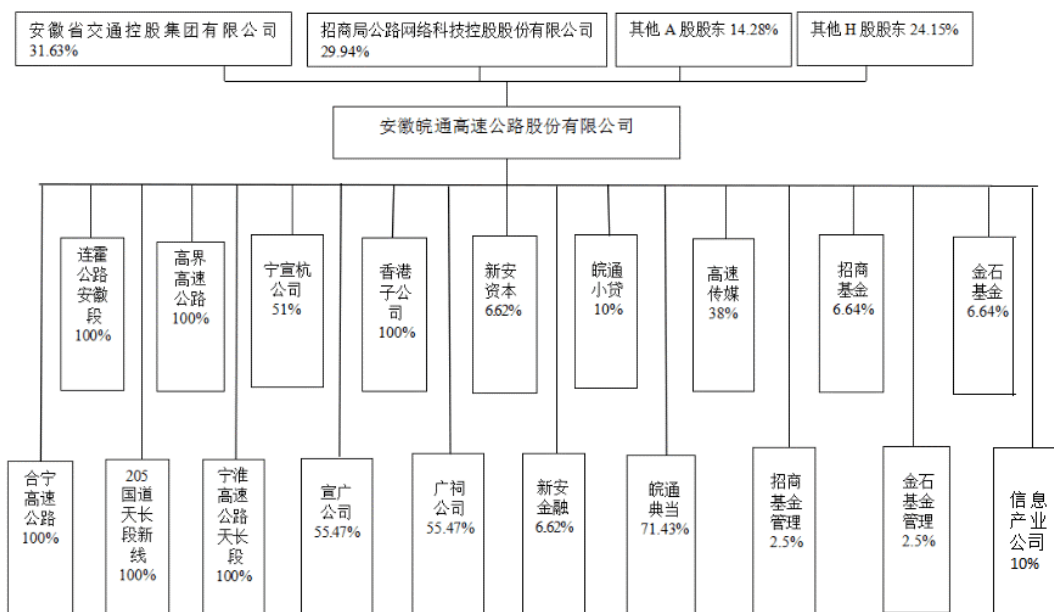 安徽省交通控股集团有限公司
31.63%
招商局公路网络科技控股股份有限公司
29.94%
其他 A 股股东 14.28%
其他 H 股股东 24.15%
安徽皖通高速公路股份有限公司
连霍
公路
安徽
段
100%
高界
高速
公路
100%
宁宣杭
公司
51%
香港
子公
司
100%
新安
资本
6.62%
皖通
小贷
10%
高速
传媒
38%
招商
基金
6.64%
金石
基金
6.64%
合宁
高速
公路
100%
205
国道
天长
段新
线
100%
宁淮
高速
公路
天长
段
100%
宣广
公司
55.47%
广祠
公司
55.47%
新安
金融
6.62%
皖通
典当
71.43%
招商
基金
管理
2.5%
金石
基金
管理
2.5%
信息
产业
公司
10%